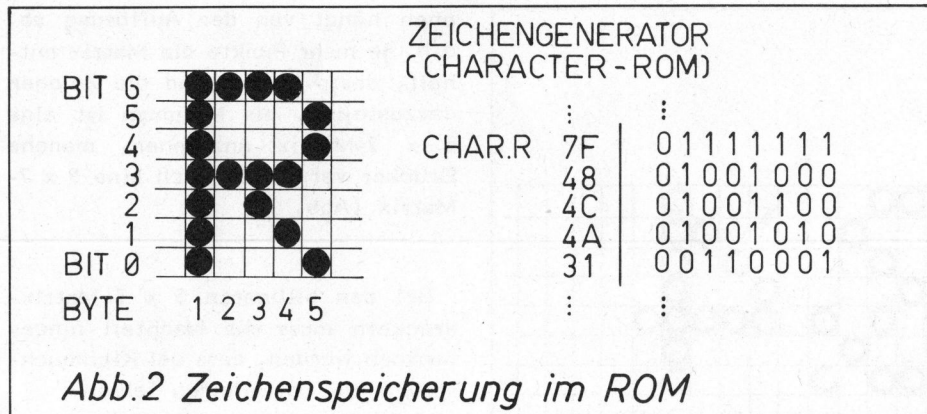 ZEICHENGENERATOR
(CHARACTER-ROM)
BIT 6
5
4
3
2
1
BIT 0
BYTE 1 2 3 4 5
⋮ ⋮
CHAR.R 7F 01111111
48 01001000
4C 01001100
4A 01001010
31 00110001
⋮ ⋮
Abb.2 Zeichenspeicherung im ROM